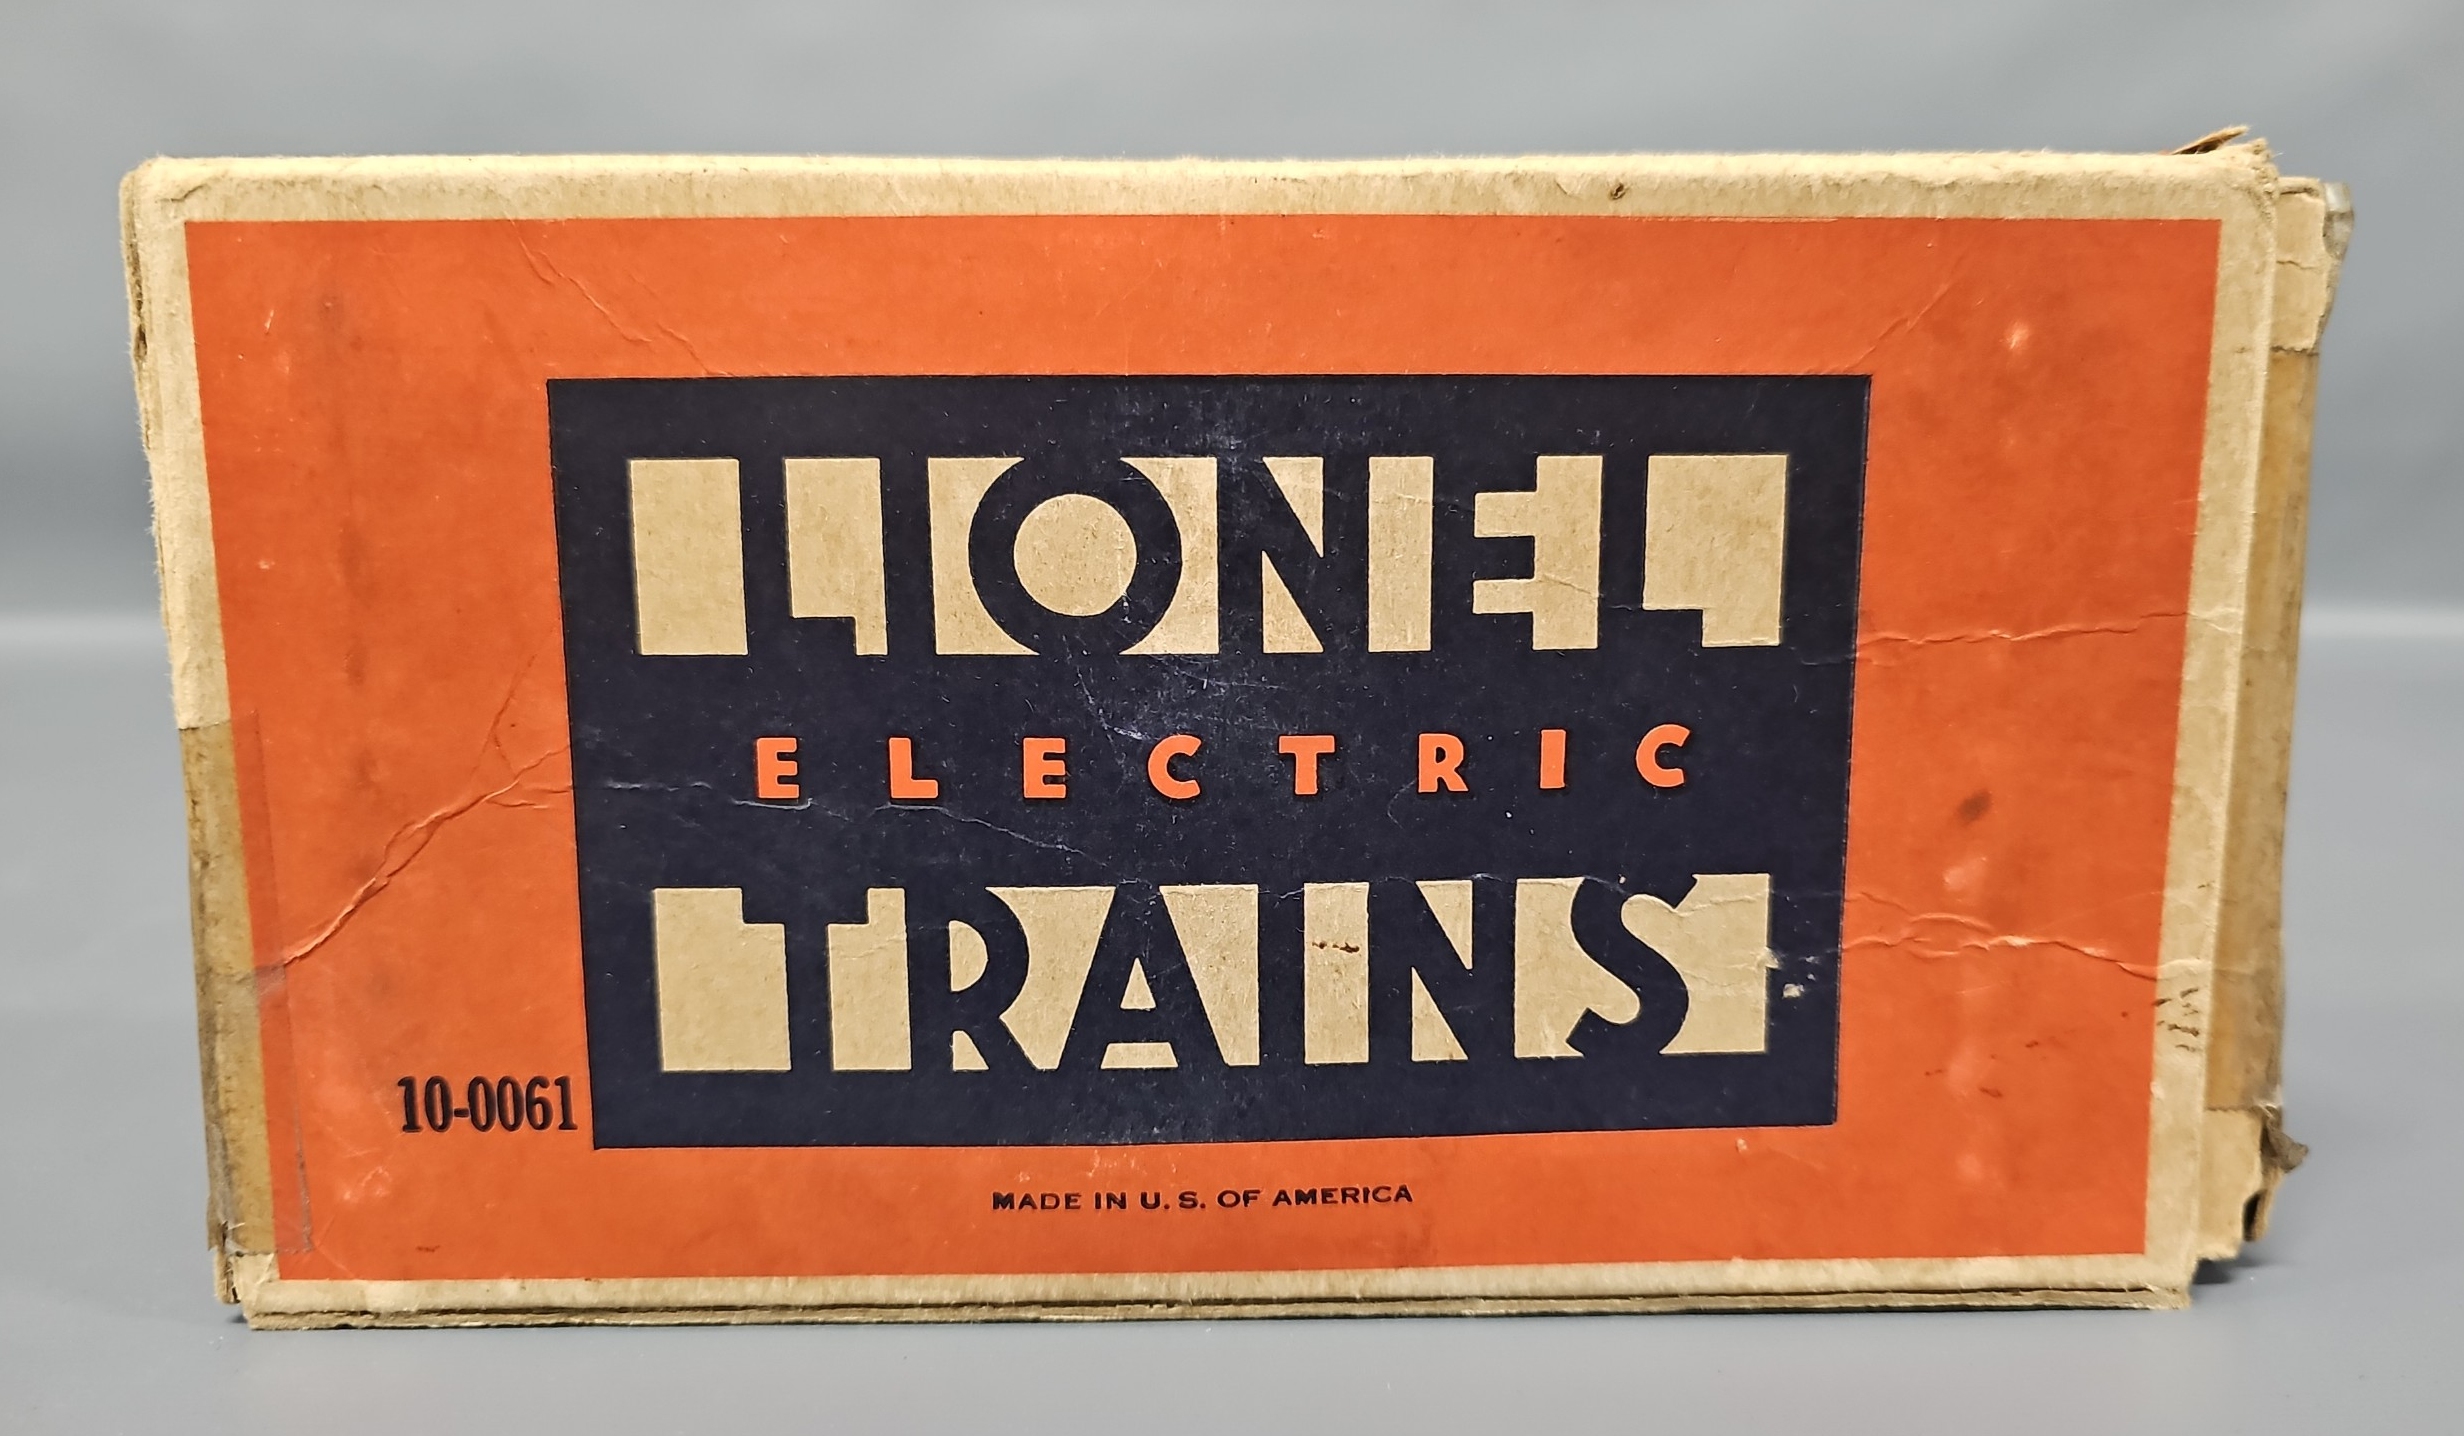 LIONEL
ELECTRIC
TRAINS
10-0061
MADE IN U. S. OF AMERICA